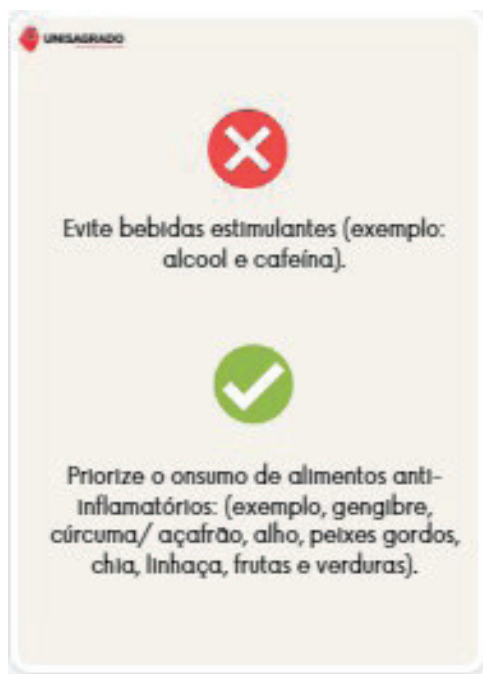 UNISAGRADO
Evite bebidas estimulantes (exemplo:
alcool e cafeína).
Priorize o onsumo de alimentos anti-
inflamatórios: (exemplo, gengibre,
cúrcuma/ açafrão, alho, peixes gordos,
chia, linhaça, frutas e verduras).